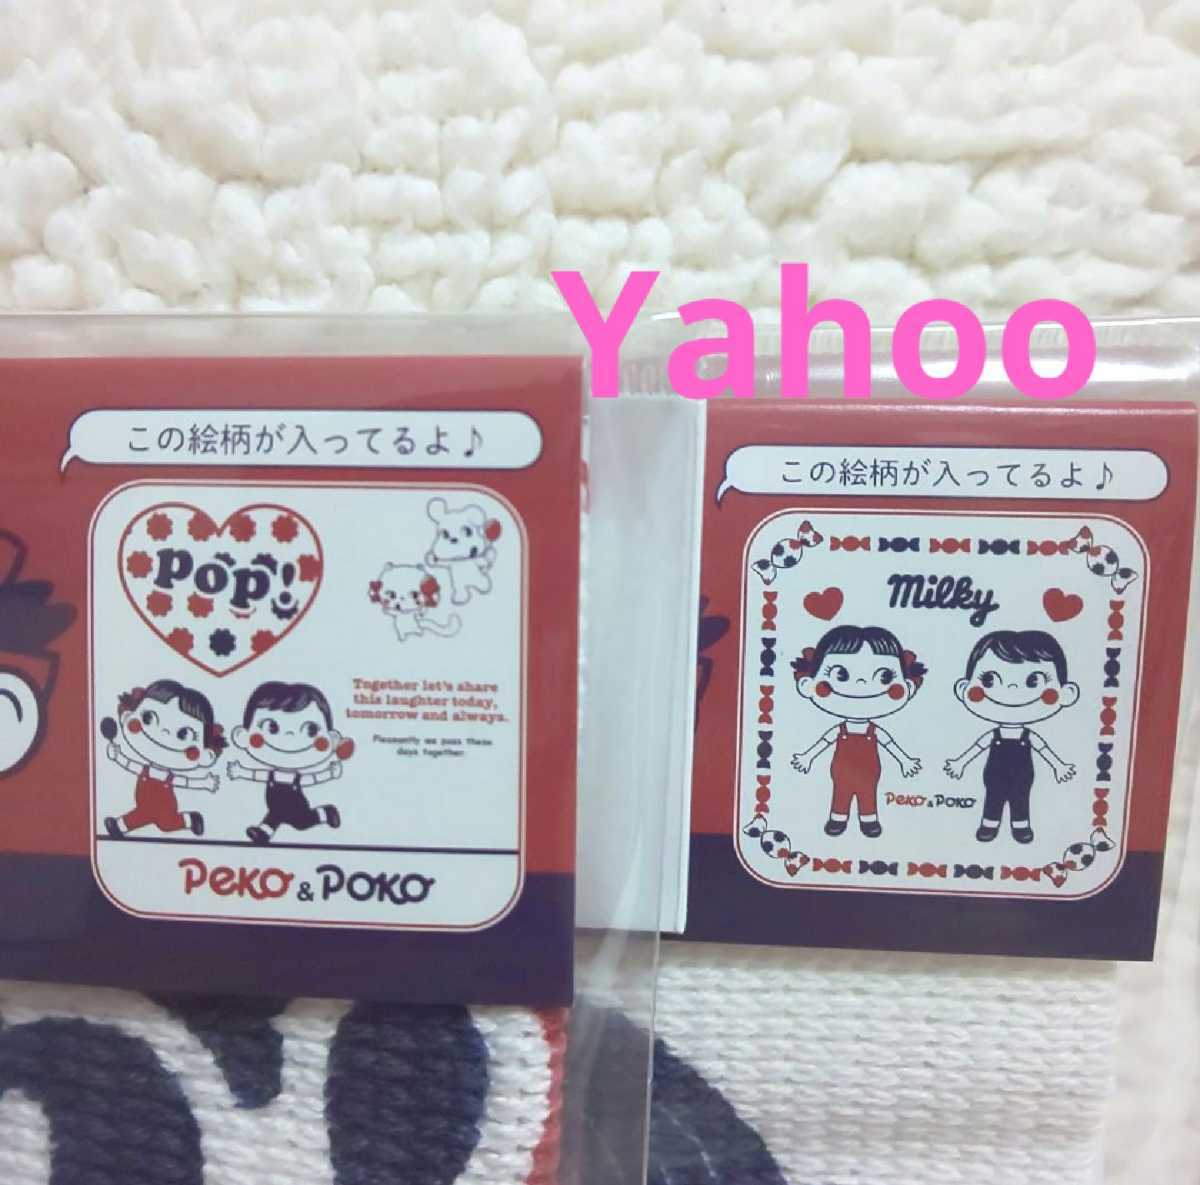 Yahoo
この絵柄が入ってるよ♪
pop!
Together let's share
this laughter today,
tomorrow and always.
Pleasantly we pass these
days together
Peko & Poko
この絵柄が入ってるよ♪
milky
Peko & Poko